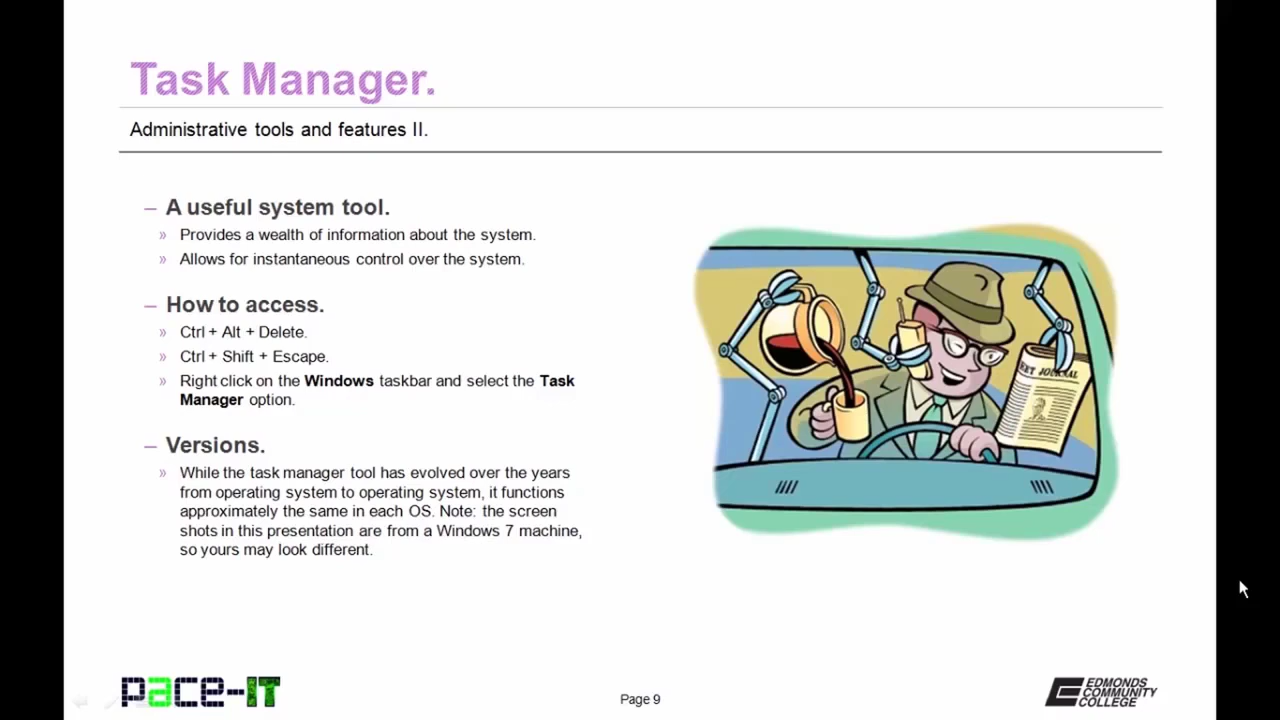 Task Manager.
Administrative tools and features II.
– A useful system tool.
» Provides a wealth of information about the system.
» Allows for instantaneous control over the system.
– How to access.
» Ctrl + Alt + Delete.
» Ctrl + Shift + Escape.
» Right click on the Windows taskbar and select the Task
Manager option.
– Versions.
» While the task manager tool has evolved over the years
from operating system to operating system, it functions
approximately the same in each OS. Note: the screen
shots in this presentation are from a Windows 7 machine,
so yours may look different.
pace-IT
Page 9
EDMONDS
COMMUNITY
COLLEGE